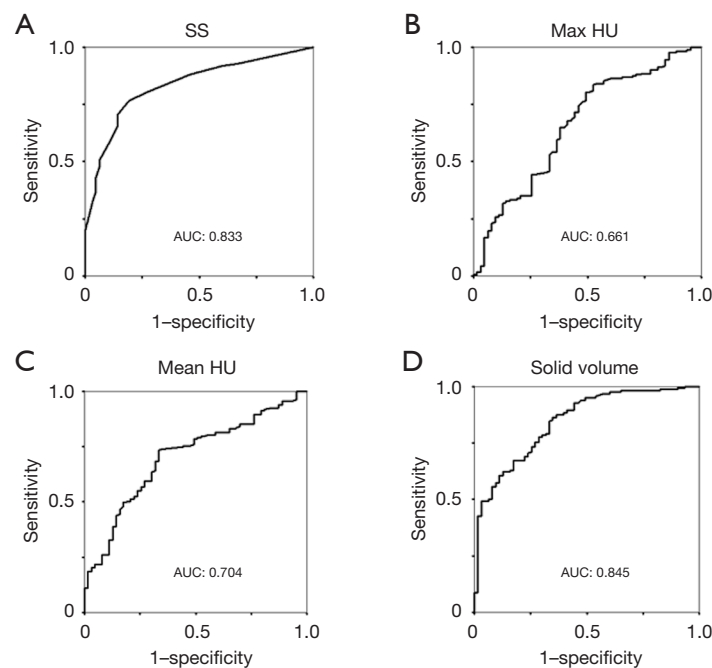 A
SS
1.0
0.5
0
Sensitivity
AUC: 0.833
0
0.5
1.0
1–specificity
B
Max HU
1.0
0.5
0
Sensitivity
AUC: 0.661
0
0.5
1.0
1–specificity
C
Mean HU
1.0
0.5
0
Sensitivity
AUC: 0.704
0
0.5
1.0
1–specificity
D
Solid volume
1.0
0.5
0
Sensitivity
AUC: 0.845
0
0.5
1.0
1–specificity